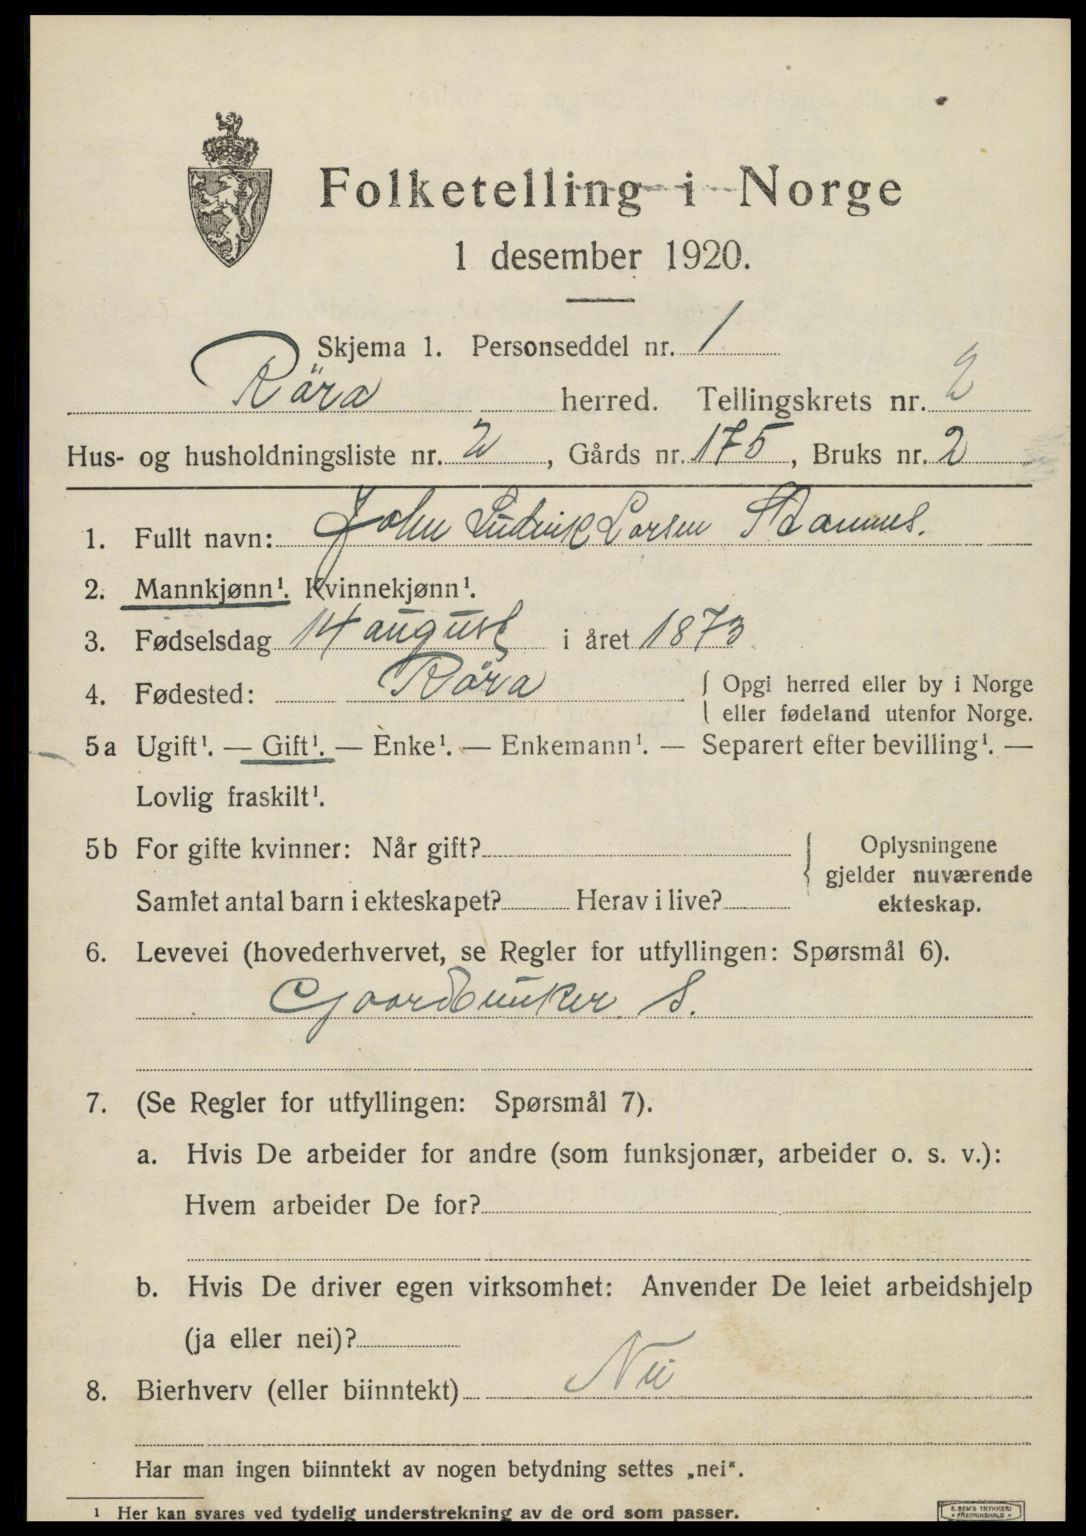 Folketelling i Norge
1 desember 1920.
Skjema 1. Personseddel nr. 1
Röra herred. Tellingskrets nr. 2
Hus- og husholdningsliste nr. 2, Gårds nr. 175, Bruks nr. 2
1. Fullt navn: John Ludvik Larsen Stamnes.
2. Mannkjønn¹. Kvinnekjønn¹.
3. Fødselsdag 14 august i året 1873
4. Fødested: Röra { Opgi herred eller by i Norge
eller fødeland utenfor Norge.
5a Ugift¹. — Gift¹. — Enke¹. — Enkemann¹. — Separert efter bevilling¹. —
Lovlig fraskilt¹.
5b For gifte kvinner: Når gift?
Samlet antal barn i ekteskapet? Herav i live?
Oplysningene
gjelder nuværende
ekteskap.
6. Levevei (hovederhvervet, se Regler for utfyllingen: Spørsmål 6).
Gaardbruker. S.
7. (Se Regler for utfyllingen: Spørsmål 7).
a. Hvis De arbeider for andre (som funksjonær, arbeider o. s. v.):
Hvem arbeider De for?
b. Hvis De driver egen virksomhet: Anvender De leiet arbeidshjelp
(ja eller nei)?
8. Bierhverv (eller biinntekt) Nei
Har man ingen biinntekt av nogen betydning settes „nei“.
¹ Her kan svares ved tydelig understrekning av de ord som passer.
E. SEM'S TRYKKERI
FREDRIKSHALD